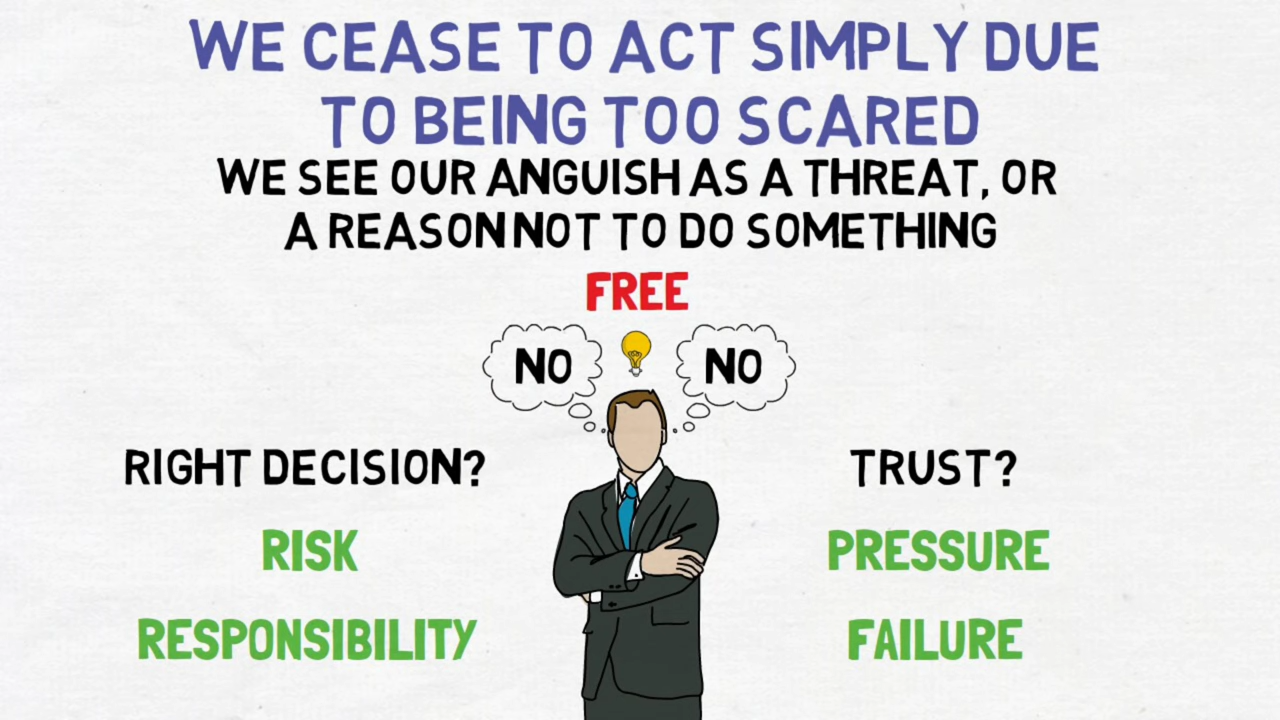 WE CEASE TO ACT SIMPLY DUE
TO BEING TOO SCARED
WE SEE OUR ANGUISH AS A THREAT, OR
A REASON NOT TO DO SOMETHING
FREE
NO
NO
RIGHT DECISION?
TRUST?
RISK
PRESSURE
RESPONSIBILITY
FAILURE